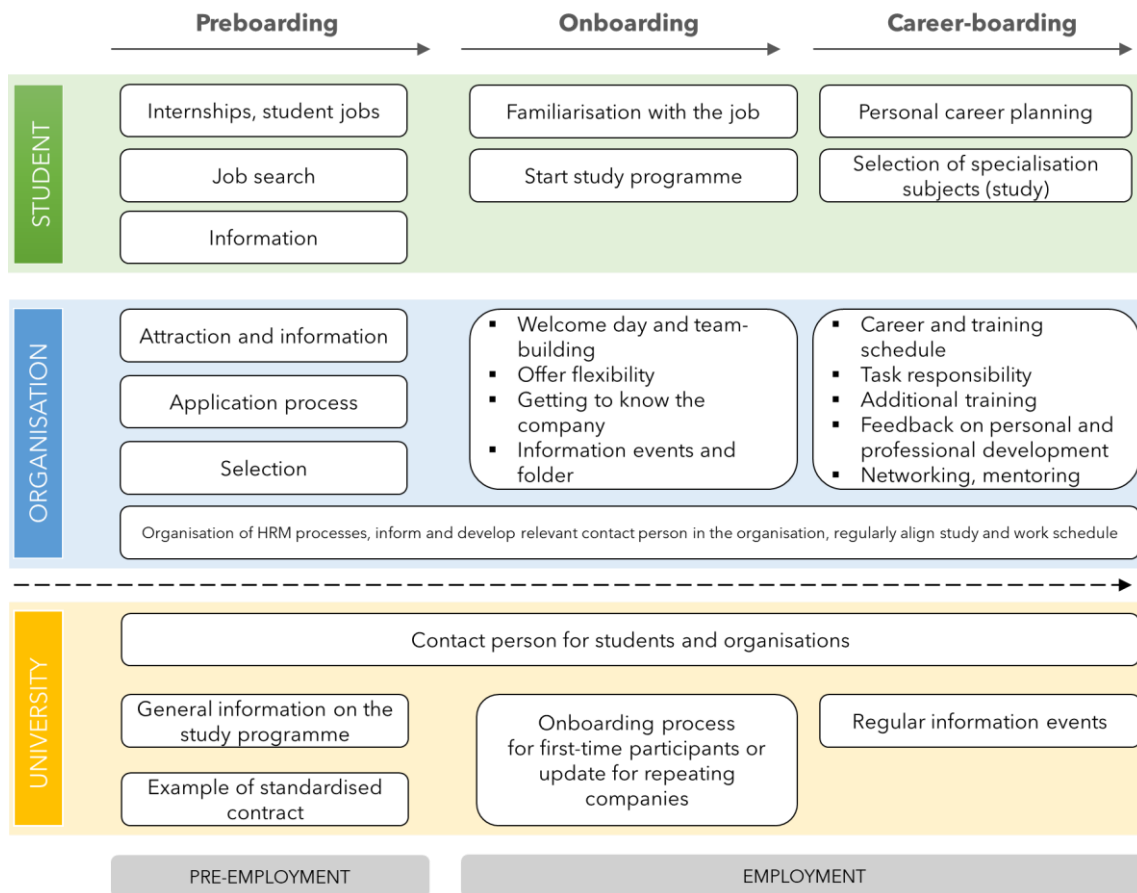 Preboarding
Onboarding
Career-boarding
STUDENT
Internships, student jobs
Job search
Information
Familiarisation with the job
Start study programme
Personal career planning
Selection of specialisation
subjects (study)
ORGANISATION
Attraction and information
Application process
Selection
▪ Welcome day and team-
building
▪ Offer flexibility
▪ Getting to know the
company
▪ Information events and
folder
▪ Career and training
schedule
▪ Task responsibility
▪ Additional training
▪ Feedback on personal and
professional development
▪ Networking, mentoring
Organisation of HRM processes, inform and develop relevant contact person in the organisation, regularly align study and work schedule
UNIVERSITY
Contact person for students and organisations
General information on the
study programme
Example of standardised
contract
Onboarding process
for first-time participants or
update for repeating
companies
Regular information events
PRE-EMPLOYMENT
EMPLOYMENT